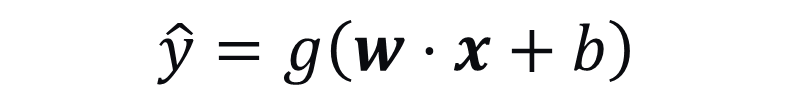 ŷ = g(w · x + b)